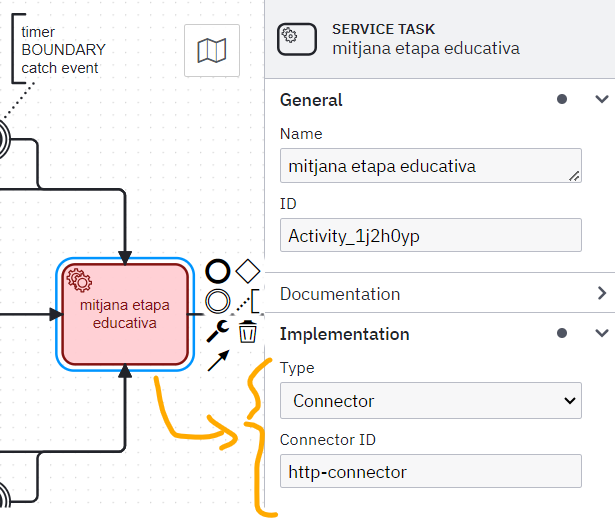 timer
BOUNDARY
catch event
mitjana etapa
educativa
SERVICE TASK
mitjana etapa educativa
General
Name
mitjana etapa educativa
ID
Activity_1j2h0yp
Documentation
Implementation
Type
Connector
Connector ID
http-connector